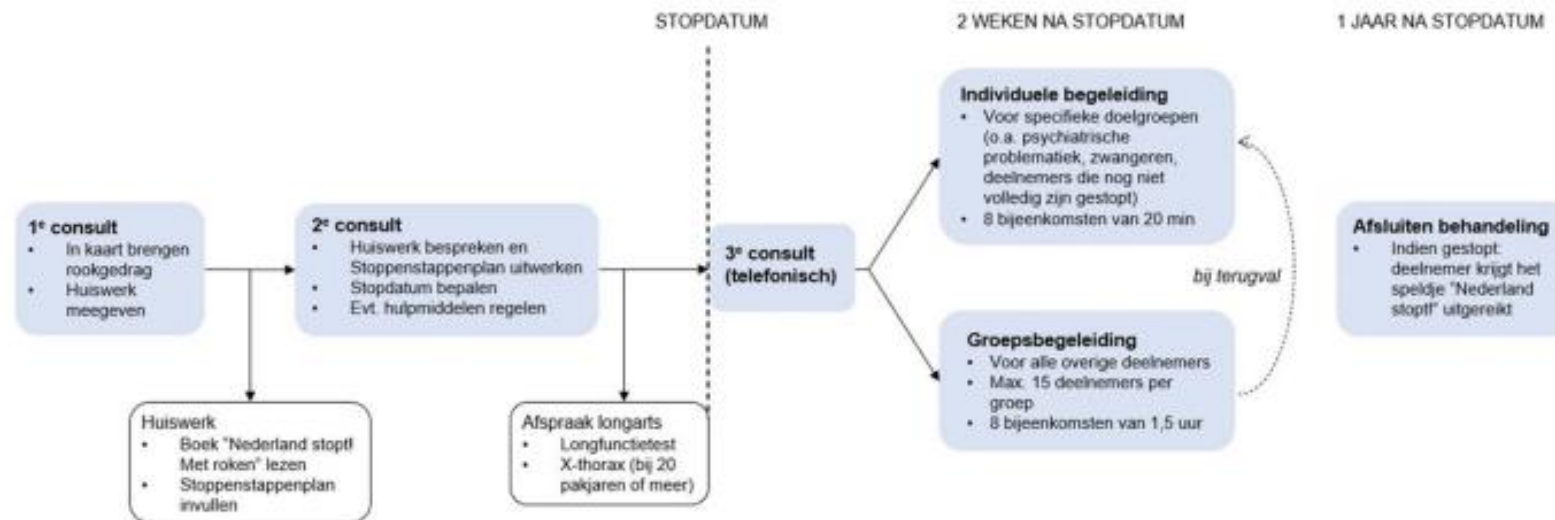 STOPDATUM
2 WEKEN NA STOPDATUM
1 JAAR NA STOPDATUM
1e consult
• In kaart brengen
rookgedrag
• Huiswerk
meegeven
2e consult
• Huiswerk bespreken en
Stoppenstappenplan uitwerken
• Stopdatum bepalen
• Evt. hulpmiddelen regelen
3e consult
(telefonisch)
Individuele begeleiding
• Voor specifieke doelgroepen
(o.a. psychiatrische
problematiek, zwangeren,
deelnemers die nog niet
volledig zijn gestopt)
• 8 bijeenkomsten van 20 min
bij terugval
Groepsbegeleiding
• Voor alle overige deelnemers
• Max. 15 deelnemers per
groep
• 8 bijeenkomsten van 1,5 uur
Afsluiten behandeling
• Indien gestopt:
deelnemer krijgt het
speldje "Nederland
stopt!" uitgereikt
Huiswerk
• Boek "Nederland stopt!
Met roken" lezen
• Stoppenstappenplan
invullen
Afspraak longarts
• Longfunctietest
• X-thorax (bij 20
pakjaren of meer)